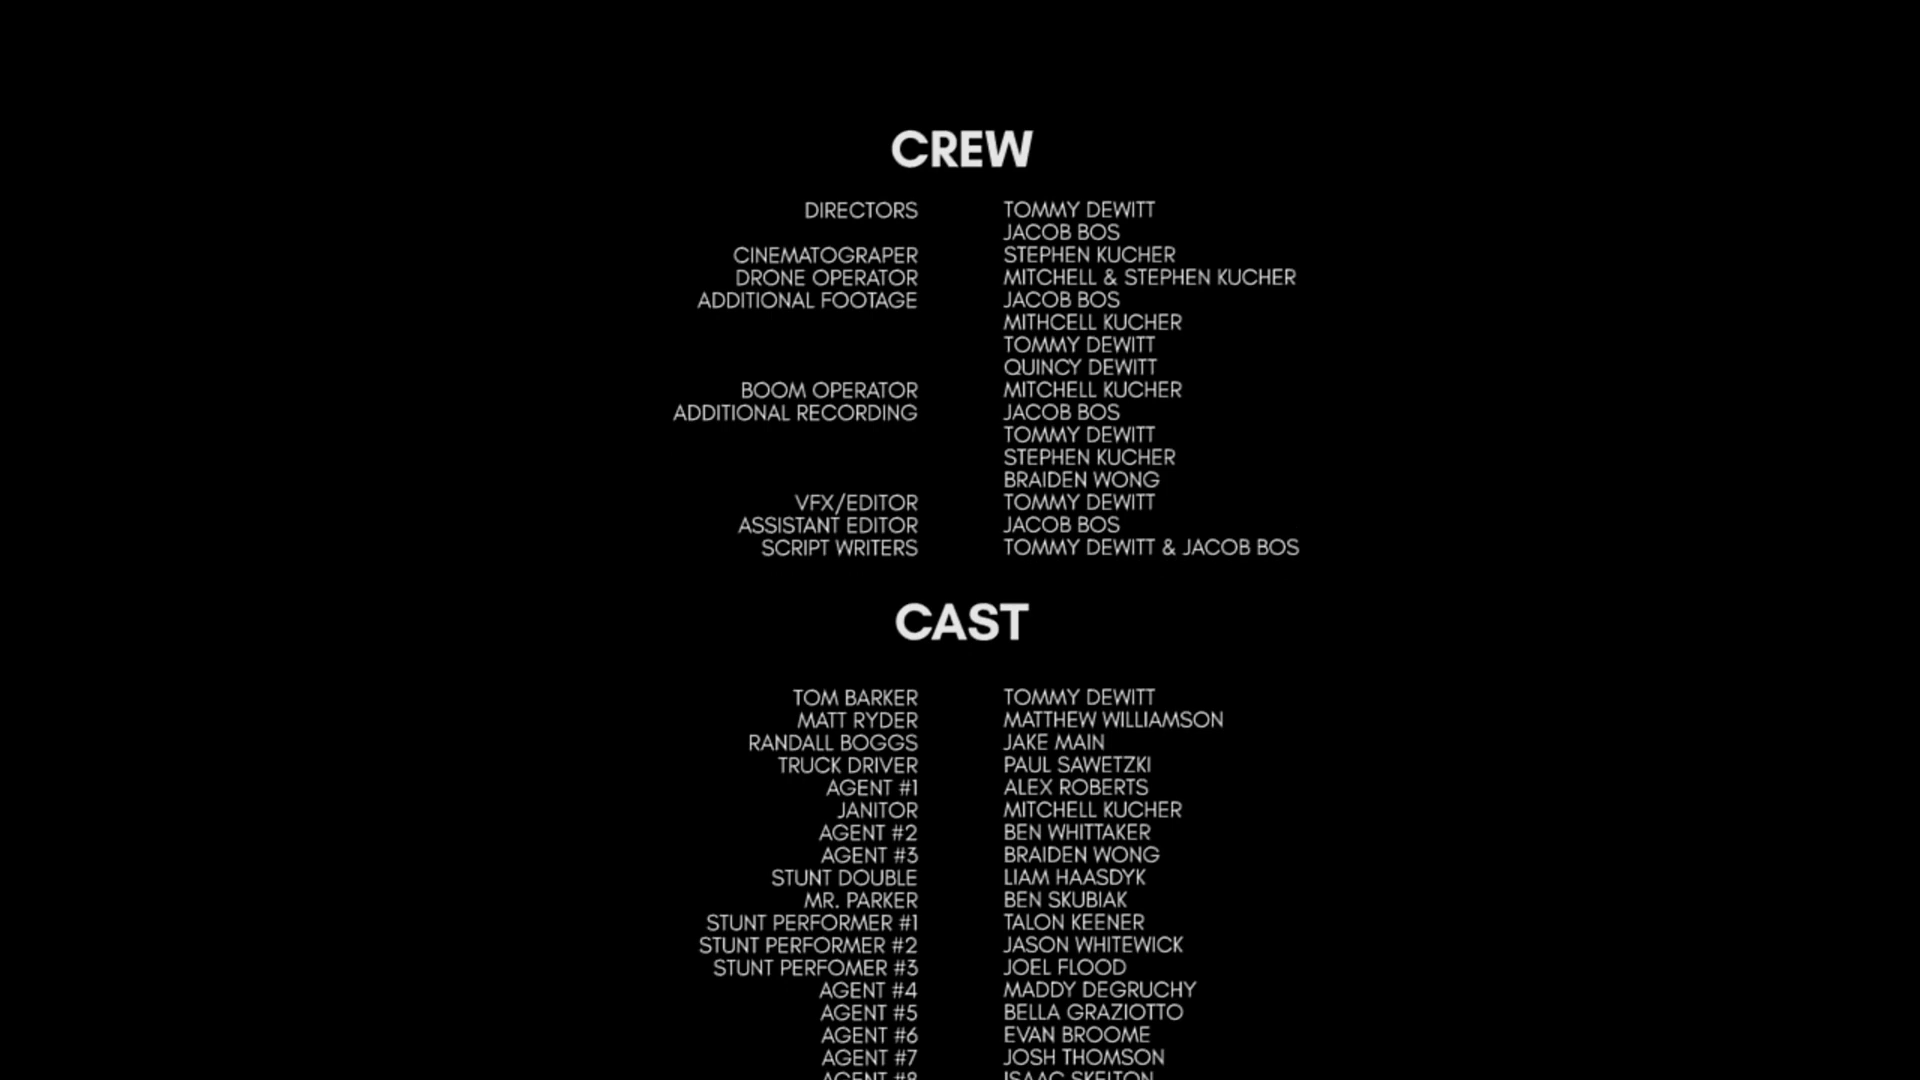 CREW
DIRECTORS TOMMY DEWITT
JACOB BOS
CINEMATOGRAPER STEPHEN KUCHER
DRONE OPERATOR MITCHELL & STEPHEN KUCHER
ADDITIONAL FOOTAGE JACOB BOS
MITHCELL KUCHER
TOMMY DEWITT
QUINCY DEWITT
BOOM OPERATOR MITCHELL KUCHER
ADDITIONAL RECORDING JACOB BOS
TOMMY DEWITT
STEPHEN KUCHER
BRAIDEN WONG
VFX/EDITOR TOMMY DEWITT
ASSISTANT EDITOR JACOB BOS
SCRIPT WRITERS TOMMY DEWITT & JACOB BOS
CAST
TOM BARKER TOMMY DEWITT
MATT RYDER MATTHEW WILLIAMSON
RANDALL BOGGS JAKE MAIN
TRUCK DRIVER PAUL SAWETZKI
AGENT #1 ALEX ROBERTS
JANITOR MITCHELL KUCHER
AGENT #2 BEN WHITTAKER
AGENT #3 BRAIDEN WONG
STUNT DOUBLE LIAM HAASDYK
MR. PARKER BEN SKUBIAK
STUNT PERFORMER #1 TALON KEENER
STUNT PERFORMER #2 JASON WHITEWICK
STUNT PERFOMER #3 JOEL FLOOD
AGENT #4 MADDY DEGRUCHY
AGENT #5 BELLA GRAZIOTTO
AGENT #6 EVAN BROOME
AGENT #7 JOSH THOMSON
AGENT #8 ISAAC SKELTON